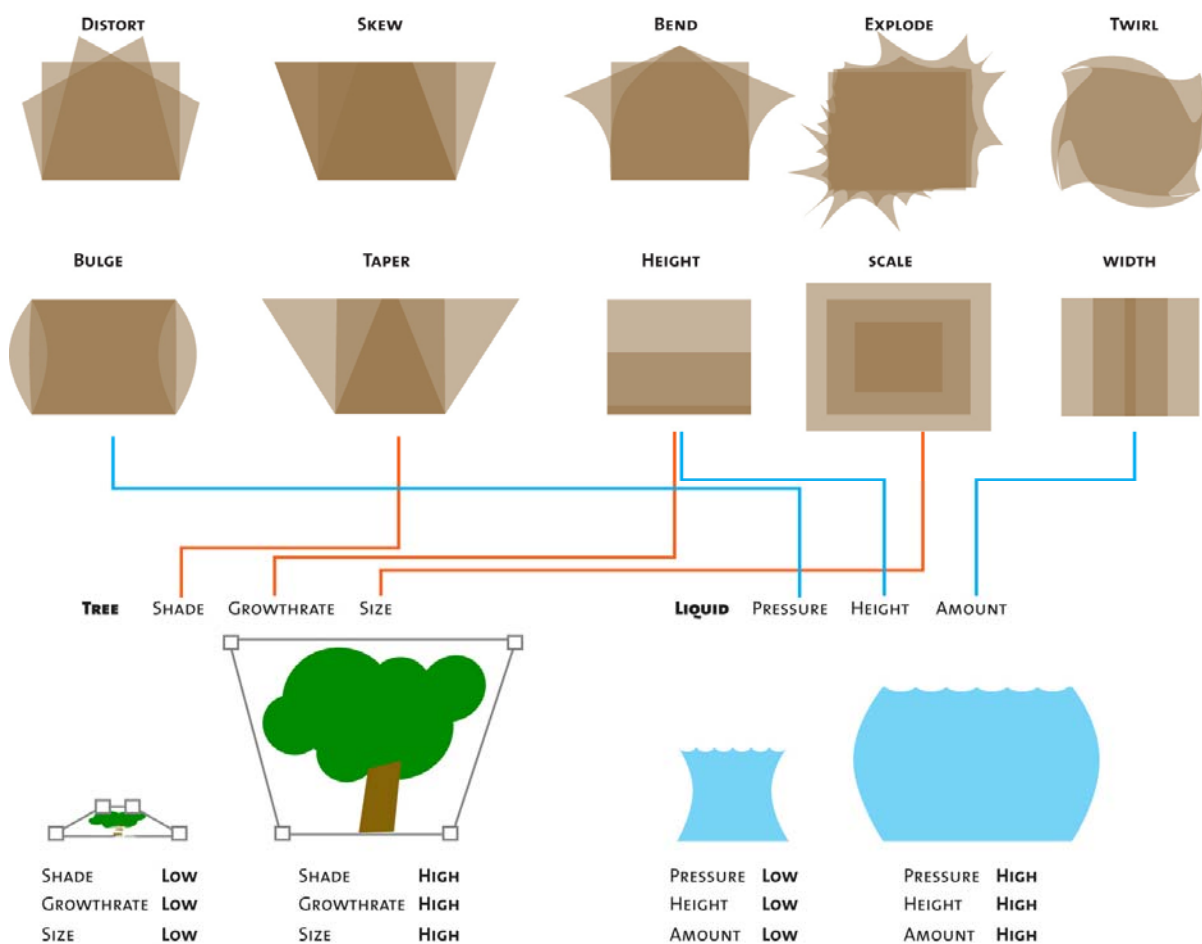 Distort Skew Bend Explode Twirl
Bulge Taper Height scale width
Tree Shade Growthrate Size Liquid Pressure Height Amount
Shade Low Shade High Pressure Low Pressure High
Growthrate Low Growthrate High Height Low Height High
Size Low Size High Amount Low Amount High